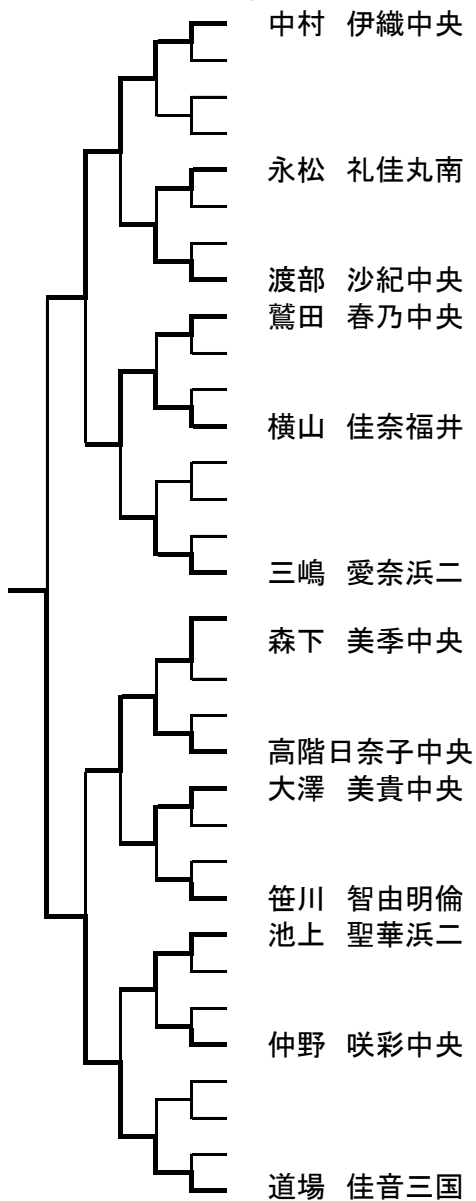 中村 伊織中央
永松 礼佳丸南
渡部 沙紀中央
鷲田 春乃中央
横山 佳奈福井
三嶋 愛奈浜二
森下 美季中央
高階日奈子中央
大澤 美貴中央
笹川 智由明倫
池上 聖華浜二
仲野 咲彩中央
道場 佳音三国